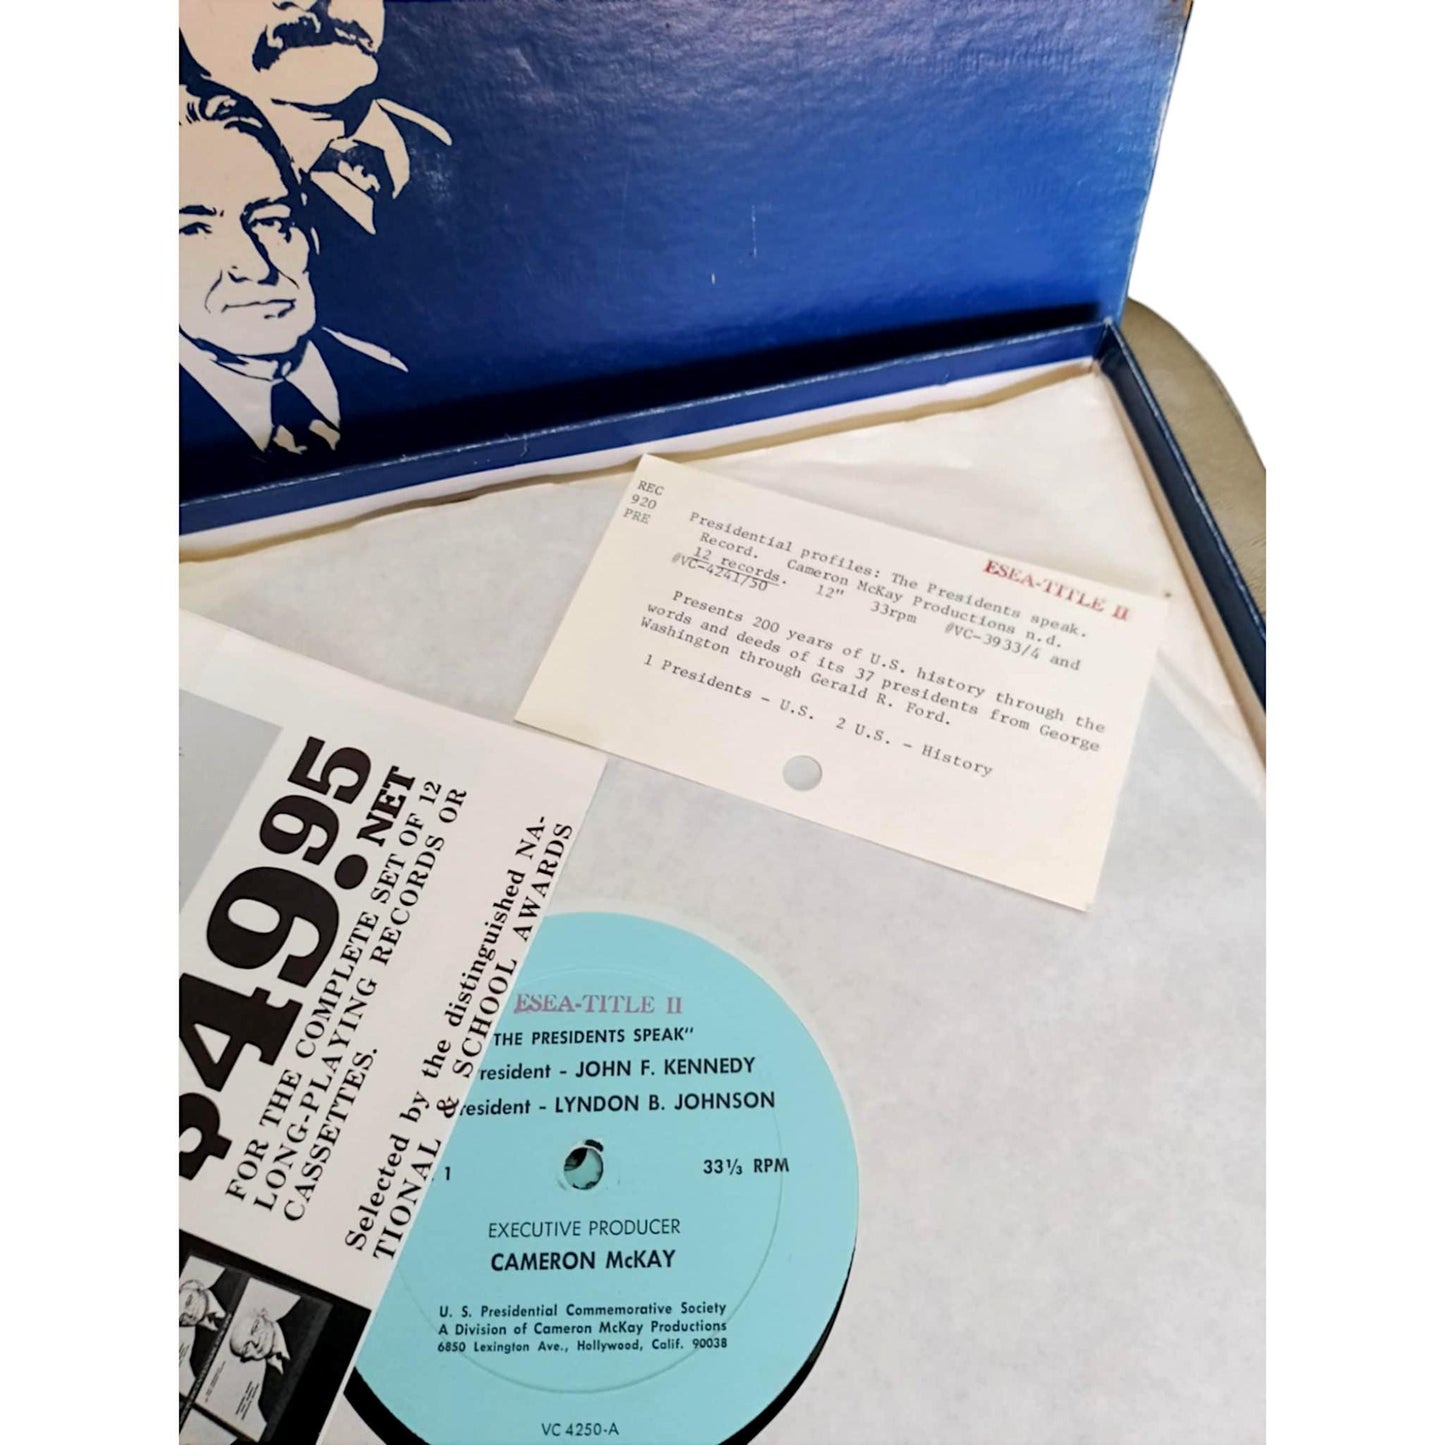 REC
920
PRE
ESEA-TITLE II
Presidential profiles: The Presidents speak.
Record. Cameron McKay Productions n.d.
12 records. 12" 33rpm #VC-3933/4 and
#VC-4241/50
Presents 200 years of U.S. history through the
words and deeds of its 37 presidents from George
Washington through Gerald R. Ford.
1 Presidents - U.S. 2 U.S. - History
$49.95
.NET
FOR THE COMPLETE SET OF 12
LONG-PLAYING RECORDS OR
CASSETTES.
Selected by the distinguished NA-
TIONAL & SCHOOL AWARDS
ESEA-TITLE II
THE PRESIDENTS SPEAK"
resident - JOHN F. KENNEDY
resident - LYNDON B. JOHNSON
1
33 1/3 RPM
EXECUTIVE PRODUCER
CAMERON McKAY
U. S. Presidential Commemorative Society
A Division of Cameron McKay Productions
6850 Lexington Ave., Hollywood, Calif. 90038
VC 4250-A